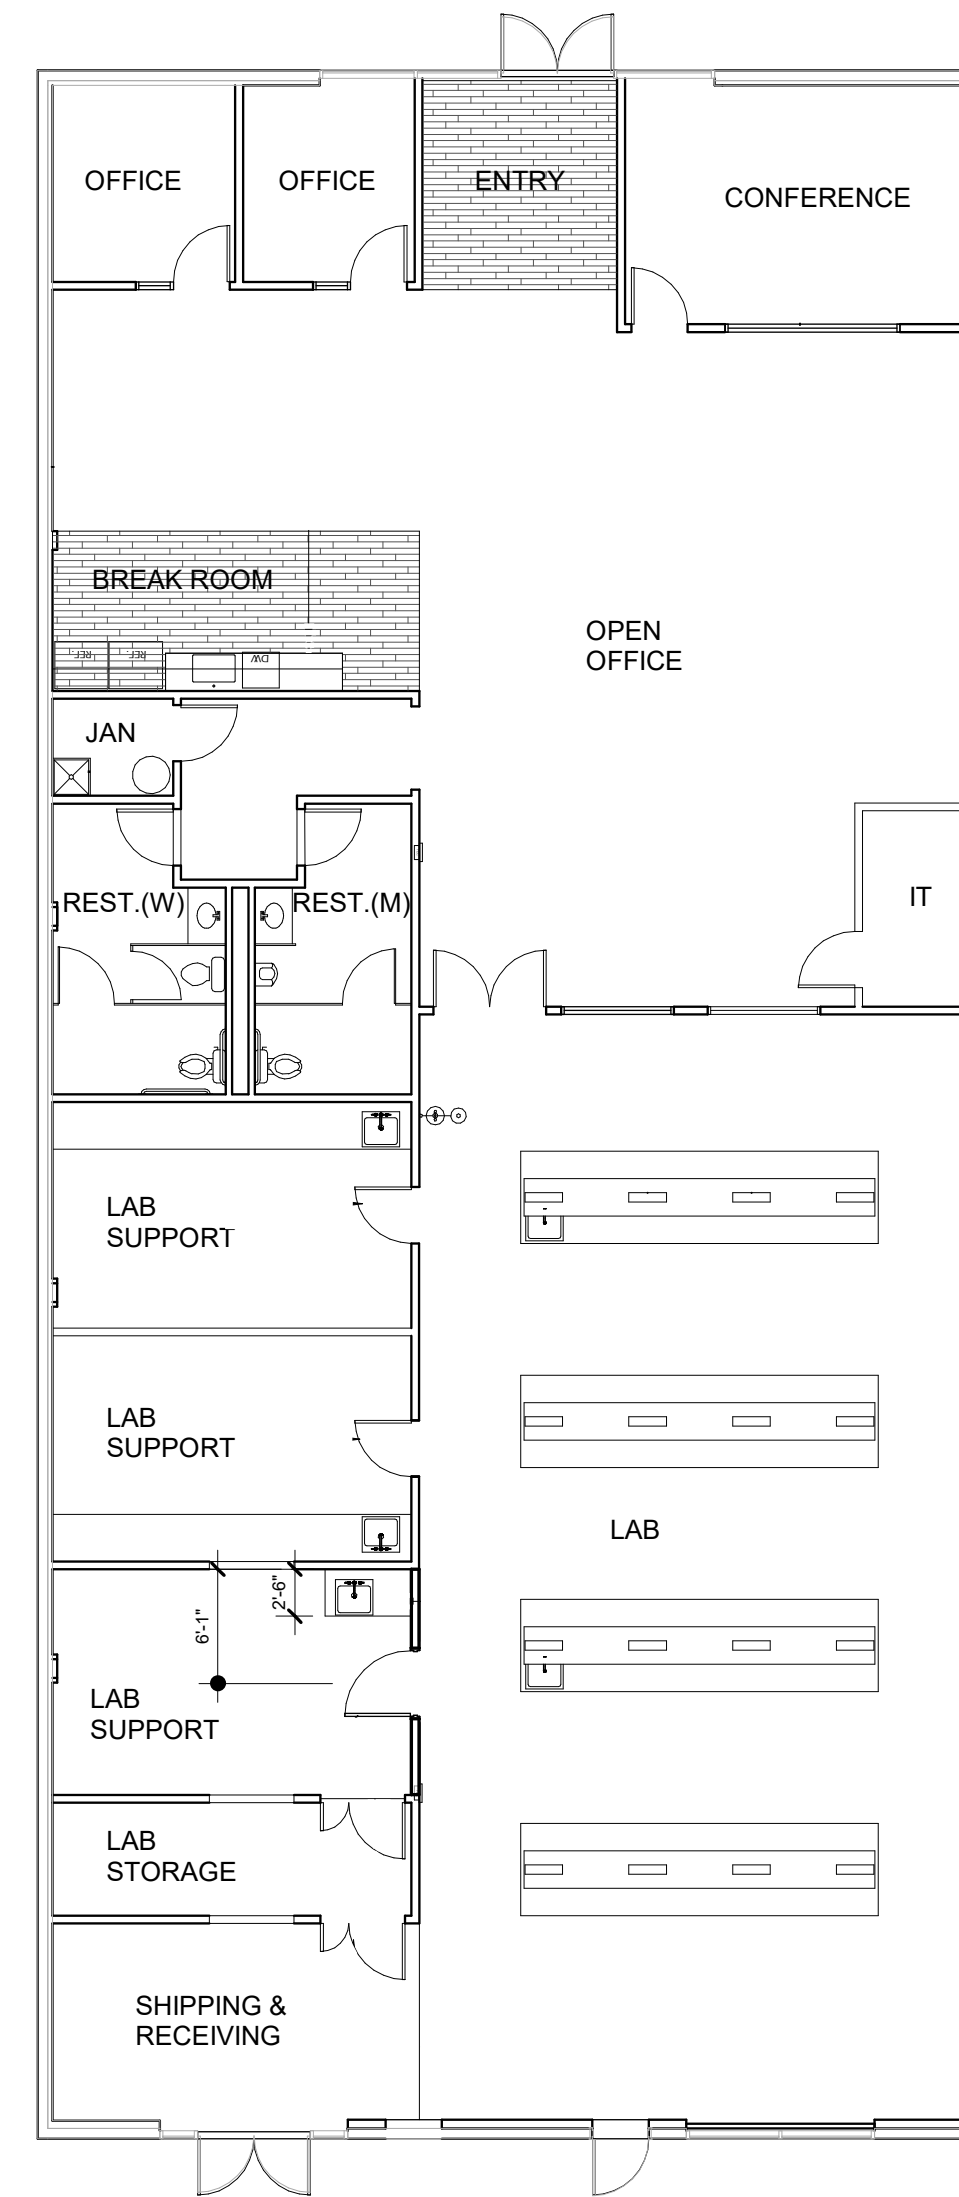 OFFICE
OFFICE
ENTRY
CONFERENCE
BREAK ROOM
REF.
REF.
DW
OPEN
OFFICE
JAN
REST.(W)
REST.(M)
IT
LAB
SUPPORT
LAB
SUPPORT
LAB
2'-6"
6'-1"
LAB
SUPPORT
LAB
STORAGE
SHIPPING &
RECEIVING